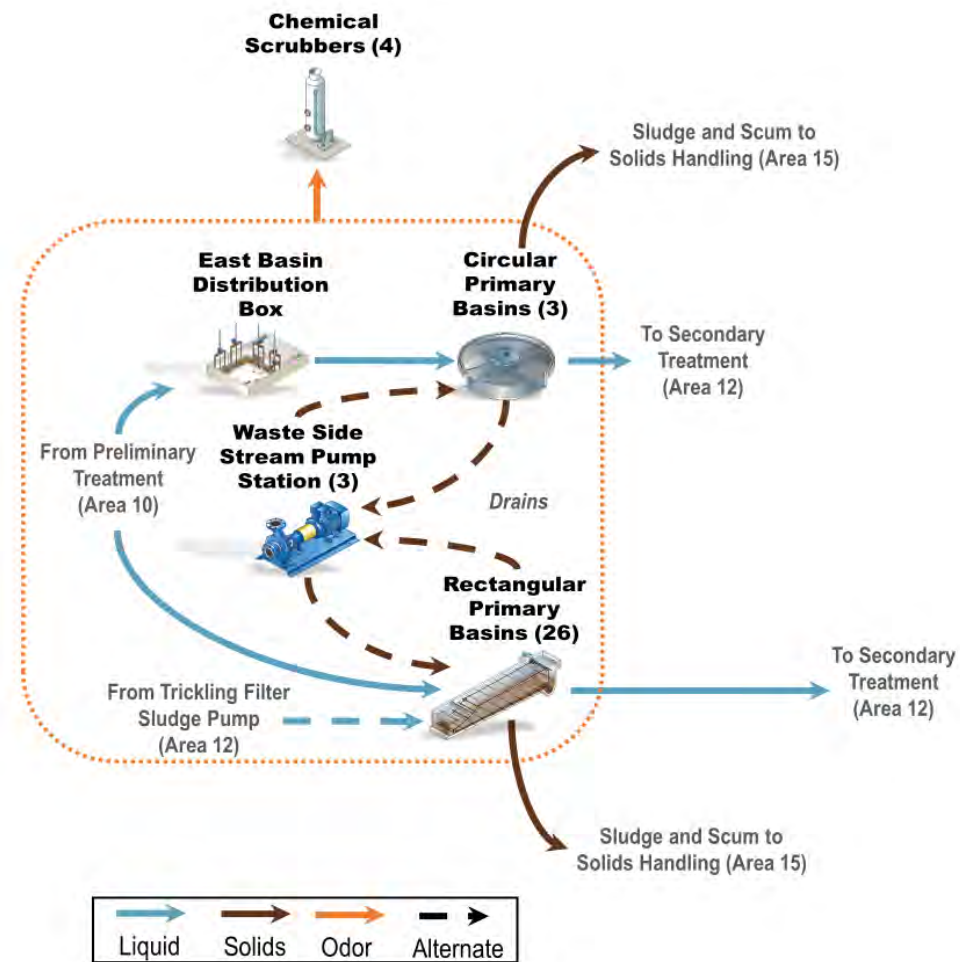 Chemical
Scrubbers (4)
Sludge and Scum to
Solids Handling (Area 15)
East Basin
Distribution
Box
Circular
Primary
Basins (3)
To Secondary
Treatment
(Area 12)
From Preliminary
Treatment
(Area 10)
Waste Side
Stream Pump
Station (3)
Drains
Rectangular
Primary
Basins (26)
From Trickling Filter
Sludge Pump
(Area 12)
To Secondary
Treatment
(Area 12)
Sludge and Scum to
Solids Handling (Area 15)
Liquid Solids Odor Alternate